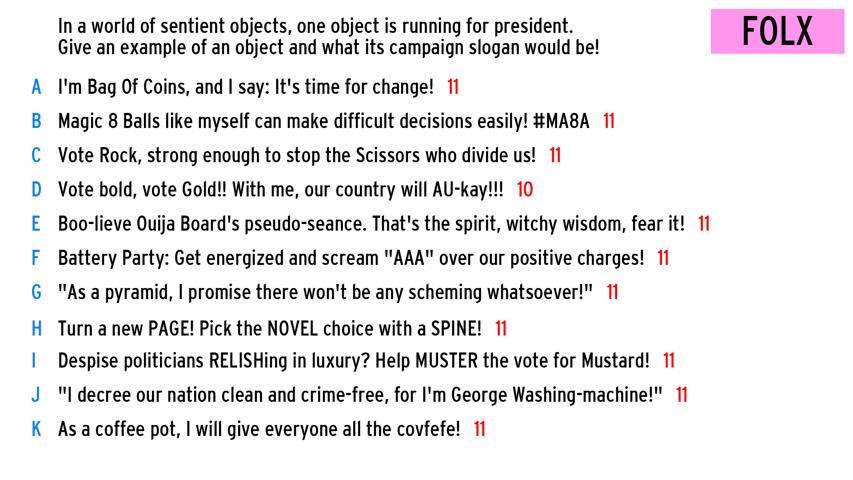 In a world of sentient objects, one object is running for president.
Give an example of an object and what its campaign slogan would be!
FOLX
A I'm Bag Of Coins, and I say: It's time for change! 11
B Magic 8 Balls like myself can make difficult decisions easily! #MA8A 11
C Vote Rock, strong enough to stop the Scissors who divide us! 11
D Vote bold, vote Gold!! With me, our country will AU-kay!!! 10
E Boo-lieve Ouija Board's pseudo-seance. That's the spirit, witchy wisdom, fear it! 11
F Battery Party: Get energized and scream "AAA" over our positive charges! 11
G "As a pyramid, I promise there won't be any scheming whatsoever!" 11
H Turn a new PAGE! Pick the NOVEL choice with a SPINE! 11
I Despise politicians RELISHing in luxury? Help MUSTER the vote for Mustard! 11
J "I decree our nation clean and crime-free, for I'm George Washing-machine!" 11
K As a coffee pot, I will give everyone all the covfefe! 11